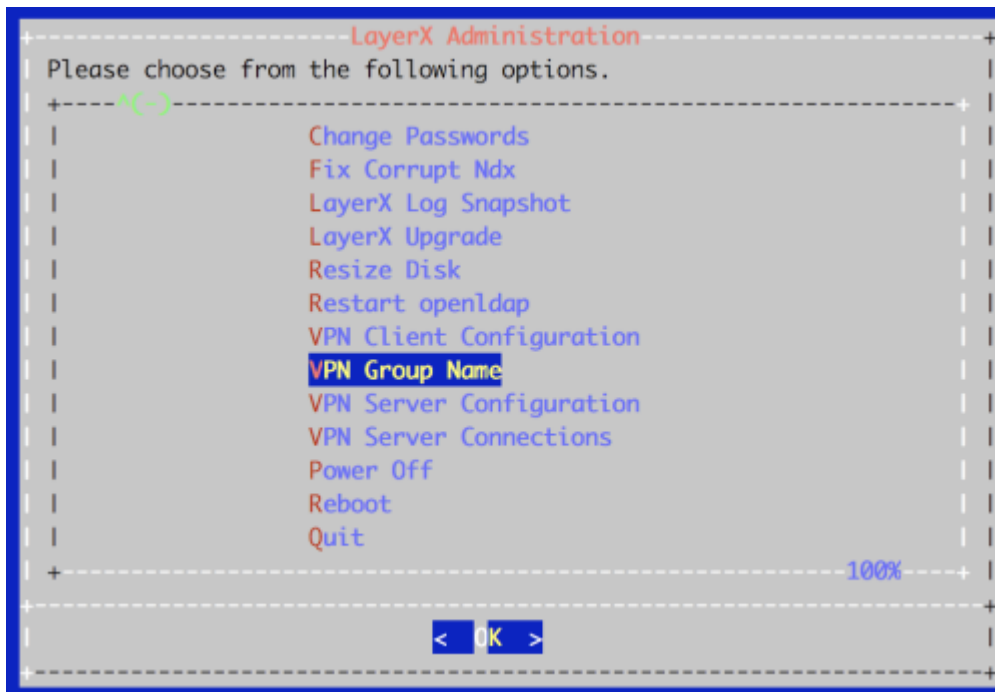 LayerX Administration
Please choose from the following options.
^(-)
Change Passwords
Fix Corrupt Ndx
LayerX Log Snapshot
LayerX Upgrade
Resize Disk
Restart openldap
VPN Client Configuration
VPN Group Name
VPN Server Configuration
VPN Server Connections
Power Off
Reboot
Quit
100%
< OK >